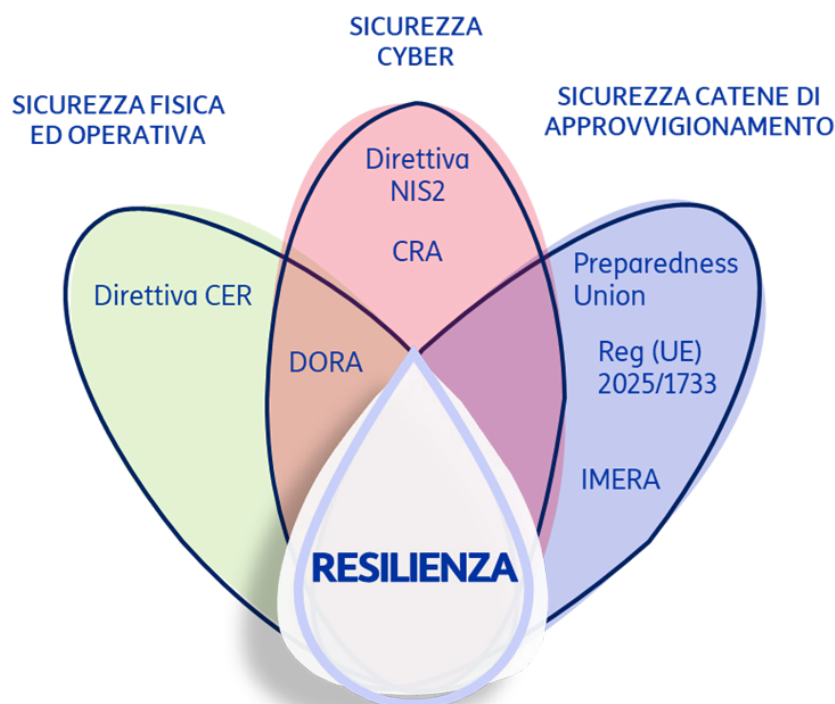 SICUREZZA
CYBER
SICUREZZA FISICA
ED OPERATIVA
SICUREZZA CATENE DI
APPROVVIGIONAMENTO
Direttiva
NIS2
CRA
Direttiva CER
DORA
Preparedness
Union
Reg (UE)
2025/1733
IMERA
RESILIENZA